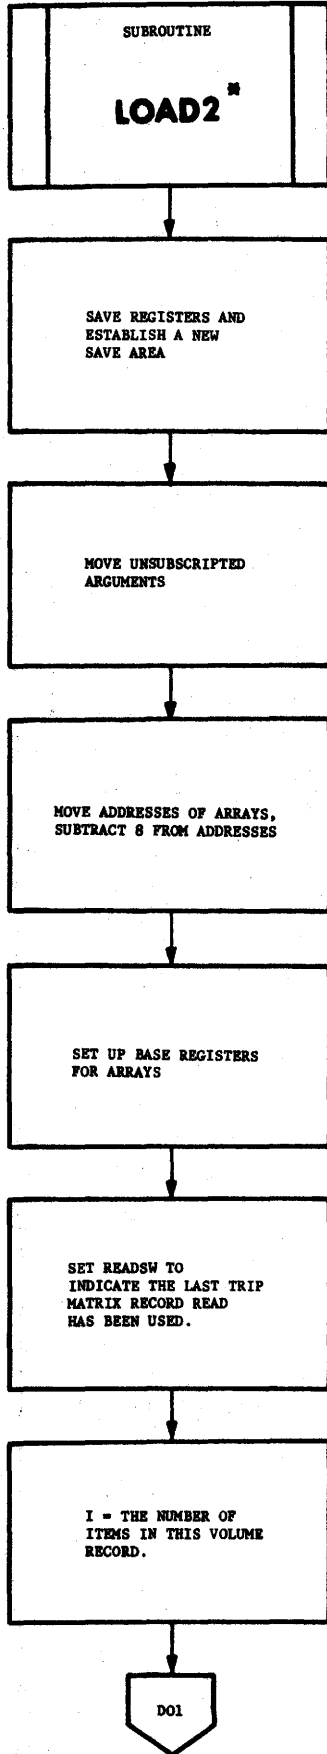 SUBROUTINE
LOAD2*
SAVE REGISTERS AND
ESTABLISH A NEW
SAVE AREA
MOVE UNSUBSCRIPTED
ARGUMENTS
MOVE ADDRESSES OF ARRAYS,
SUBTRACT 8 FROM ADDRESSES
SET UP BASE REGISTERS
FOR ARRAYS
SET READSW TO
INDICATE THE LAST TRIP
MATRIX RECORD READ
HAS BEEN USED.
I = THE NUMBER OF
ITEMS IN THIS VOLUME
RECORD.
DO1